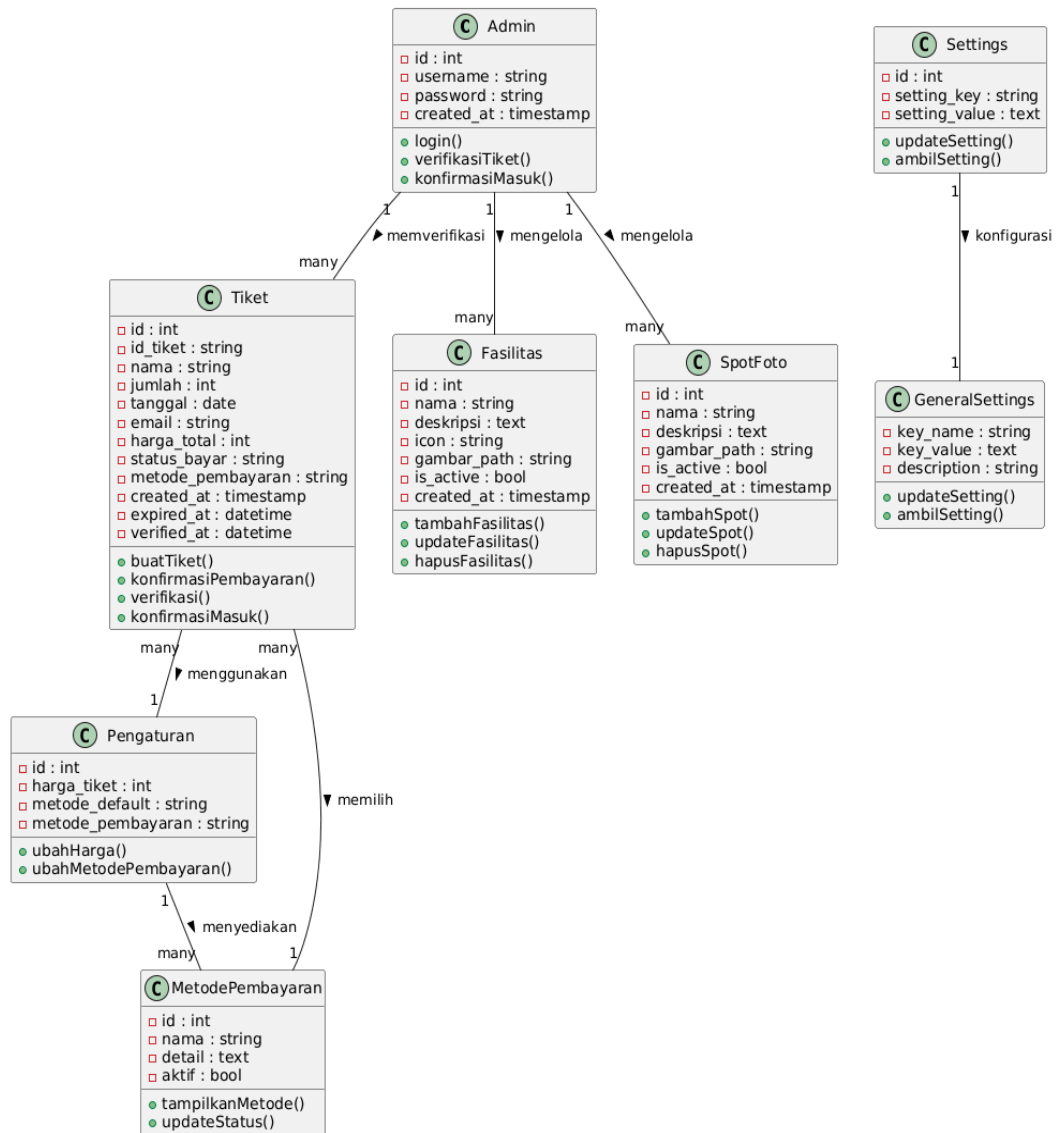 C Admin
id : int
username : string
password : string
created_at : timestamp
login()
verifikasiTiket()
konfirmasiMasuk()
C Settings
id : int
setting_key : string
setting_value : text
updateSetting()
ambilSetting()
1
memverifikasi
many
1
mengelola
many
1
mengelola
many
1
konfigurasi
1
C Tiket
id : int
id_tiket : string
nama : string
jumlah : int
tanggal : date
email : string
harga_total : int
status_bayar : string
metode_pembayaran : string
created_at : timestamp
expired_at : datetime
verified_at : datetime
buatTiket()
konfirmasiPembayaran()
verifikasi()
konfirmasiMasuk()
C Fasilitas
id : int
nama : string
deskripsi : text
icon : string
gambar_path : string
is_active : bool
created_at : timestamp
tambahFasilitas()
updateFasilitas()
hapusFasilitas()
C SpotFoto
id : int
nama : string
deskripsi : text
gambar_path : string
is_active : bool
created_at : timestamp
tambahSpot()
updateSpot()
hapusSpot()
C GeneralSettings
key_name : string
key_value : text
description : string
updateSetting()
ambilSetting()
many
menggunakan
1
many
memilih
1
C Pengaturan
id : int
harga_tiket : int
metode_default : string
metode_pembayaran : string
ubahHarga()
ubahMetodePembayaran()
1
menyediakan
many
C MetodePembayaran
id : int
nama : string
detail : text
aktif : bool
tampilkanMetode()
updateStatus()